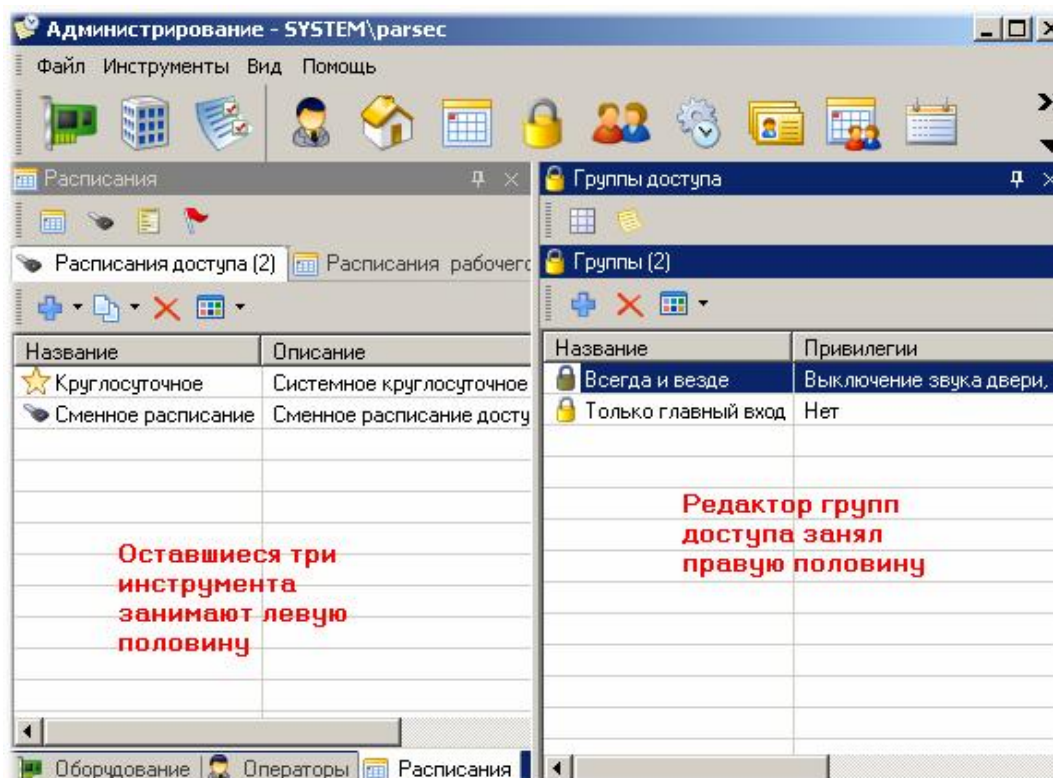 Администрирование - SYSTEM\parsec
Файл Инструменты Вид Помощь
Расписания
Расписания доступа (2) Расписания рабочего
Название Описание
Круглосуточное Системное круглосуточное
Сменное расписание Сменное расписание досту
Оставшиеся три
инструмента
занимают левую
половину
Оборудование Операторы Расписания
Группы доступа
Группы (2)
Название Привилегии
Всегда и везде Выключение звука двери,
Только главный вход Нет
Редактор групп
доступа занял
правую половину